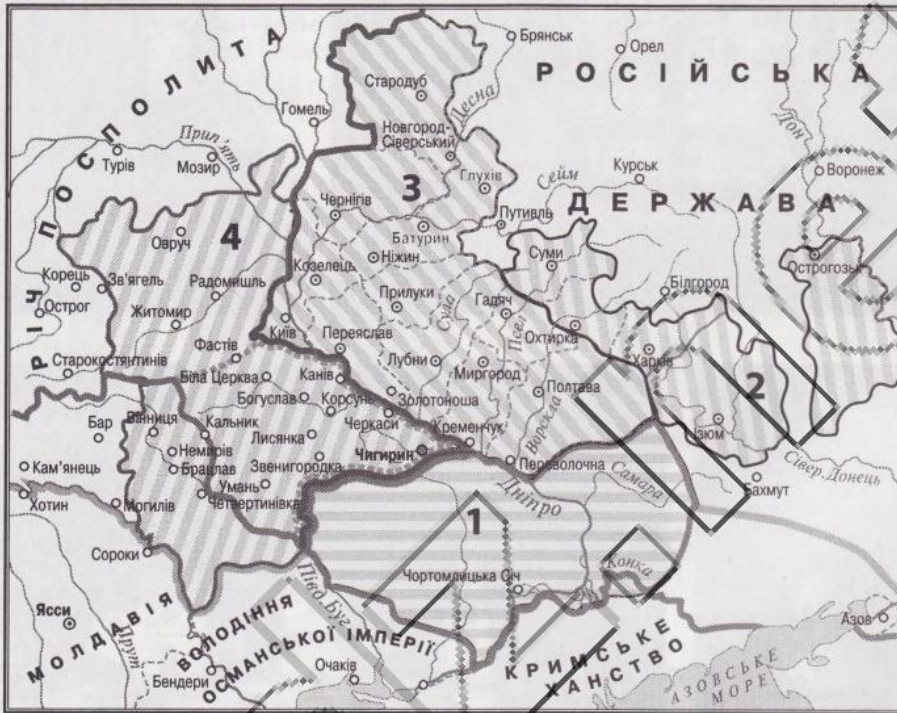 РІЧ ПОСПОЛИТА
РОСІЙСЬКА
ДЕРЖАВА
Брянськ
Орел
Стародуб
Десна
Гомель
Прип'ять
Новгород-
Сіверський
Дон
Турів
Мозир
3
Глухів
Сейм
Курськ
Воронеж
Чернігів
Путивль
Овруч
4
Батурин
Суми
Острогозьк
Корець
Зв'ягель
Радомишль
Козелець
Ніжин
Білгород
Острог
Прилуки
Сула
Гадяч
Псел
Житомир
Київ
Охтирка
Фастів
Переяслав
Харків
Старокостянтинів
Лубни
Миргород
2
Біла Церква
Канів
Полтава
Богуслав
Корсунь
Золотоноша
Ворскла
Ізюм
Бар
Вінниця
Кальник
Черкаси
Кременчук
Лисянка
Немирів
Чигирин
Сівер. Донець
Кам'янець
Брацлав
Звенигородка
Переволочна
Самара
Бахмут
Умань
Дніпро
Хотин
Могилів
Четвертинівка
1
Сороки
Чортомлицька Січ
Конка
Півд. Буг
Ясси
МОЛДАВІЯ
Прут
ВОЛОДІННЯ
ОСМАНСЬКОЇ ІМПЕРІЇ
КРИМСЬКЕ
ХАНСТВО
Азов
Бендери
Очаків
АЗОВСЬКЕ
МОРЕ